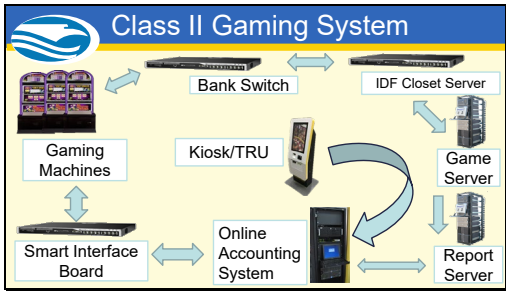 Class II Gaming System
Bank Switch
IDF Closet Server
Kiosk/TRU
Gaming
Machines
Game
Server
Smart Interface
Board
Online
Accounting
System
Report
Server